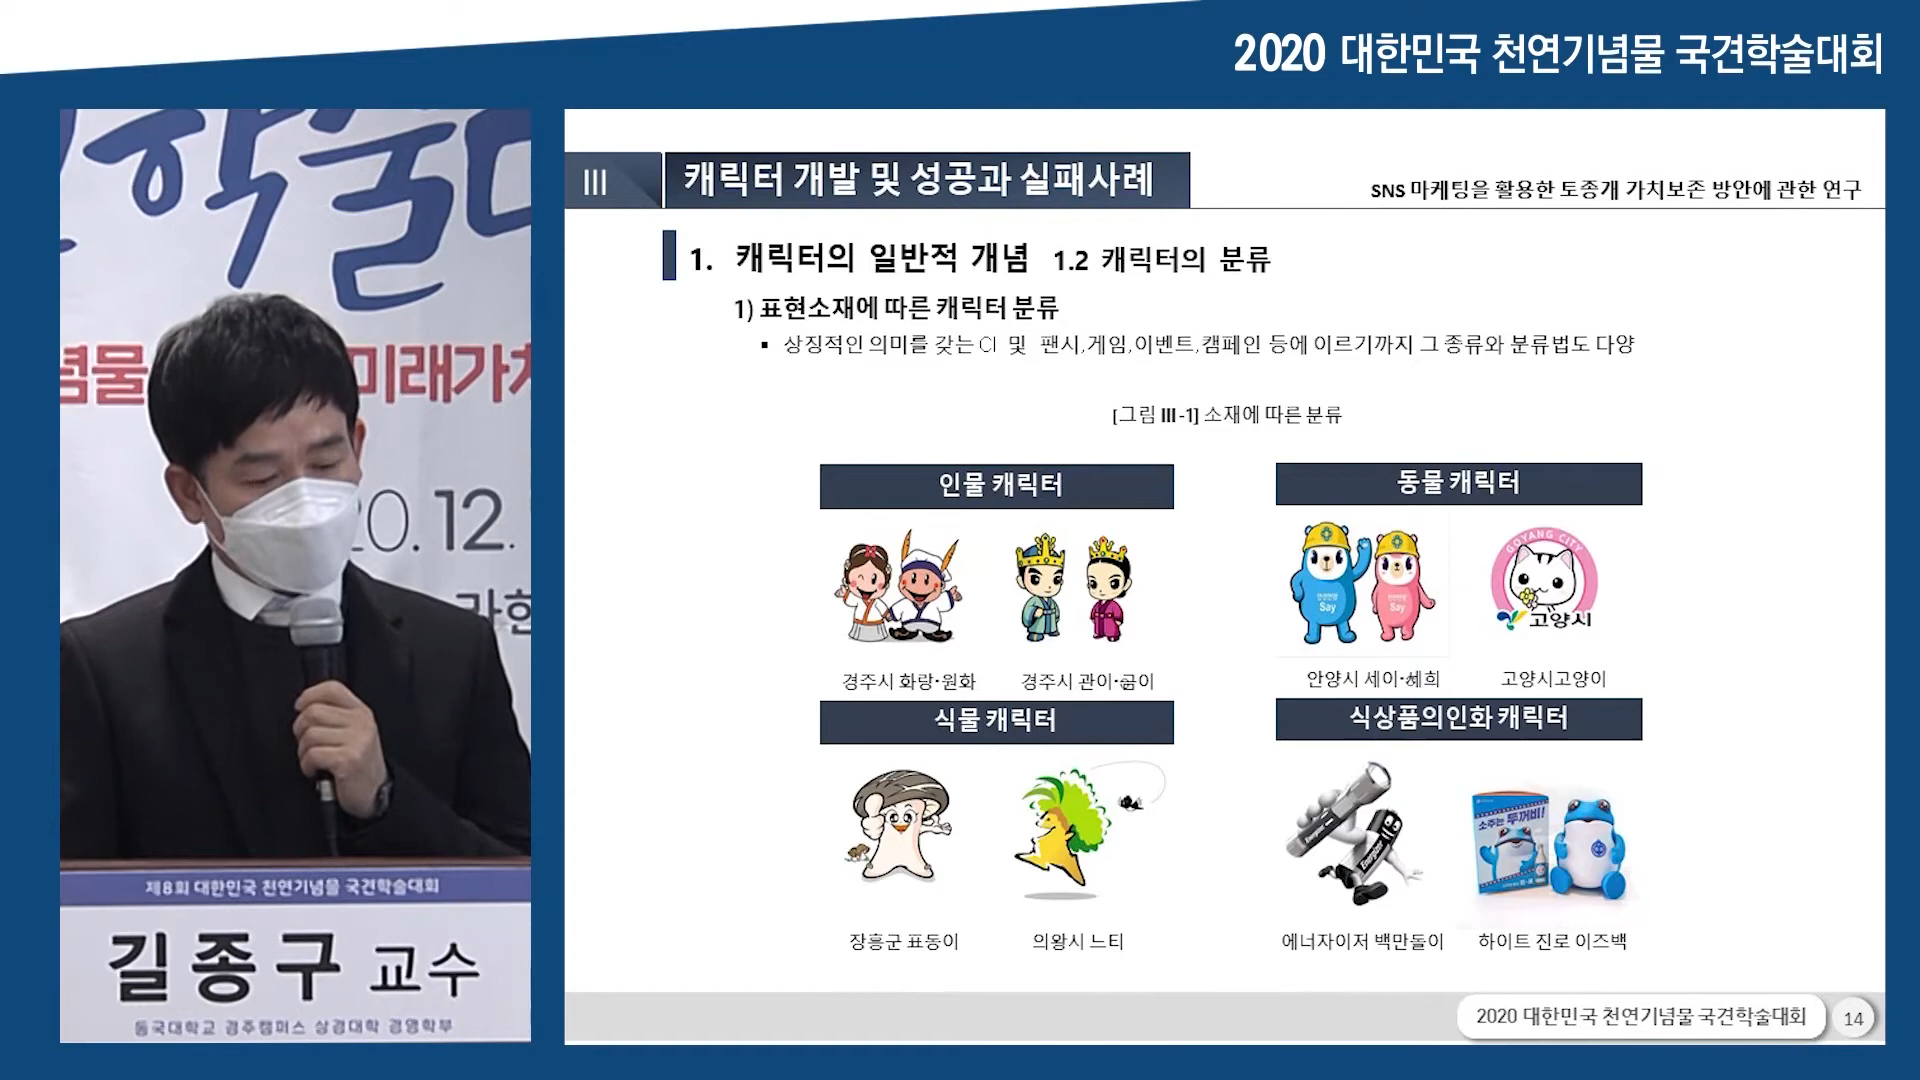 2020 대한민국 천연기념물 국견학술대회
학술대
념물 미래가치
20. 12.
제8회 대한민국 천연기념물 국견학술대회
길종구 교수
동국대학교 경주캠퍼스 상경대학 경영학부
III 캐릭터 개발 및 성공과 실패사례
SNS 마케팅을 활용한 토종개 가치보존 방안에 관한 연구
1. 캐릭터의 일반적 개념 1.2 캐릭터의 분류
1) 표현소재에 따른 캐릭터 분류
▪ 상징적인 의미를 갖는 CI 및 팬시,게임,이벤트,캠페인 등에 이르기까지 그 종류와 분류법도 다양
[그림 III-1] 소재에 따른 분류
인물 캐릭터
동물 캐릭터
Say
Say
GOYANG CITY
고양시
경주시 화랑·원화
경주시 관이·금이
안양시 세이·세희
고양시고양이
식물 캐릭터
식상품의인화 캐릭터
Energizer
Energizer
소주는 두꺼비!
장흥군 표동이
의왕시 느티
에너자이저 백만돌이
하이트 진로 이즈백
2020 대한민국 천연기념물 국견학술대회
14